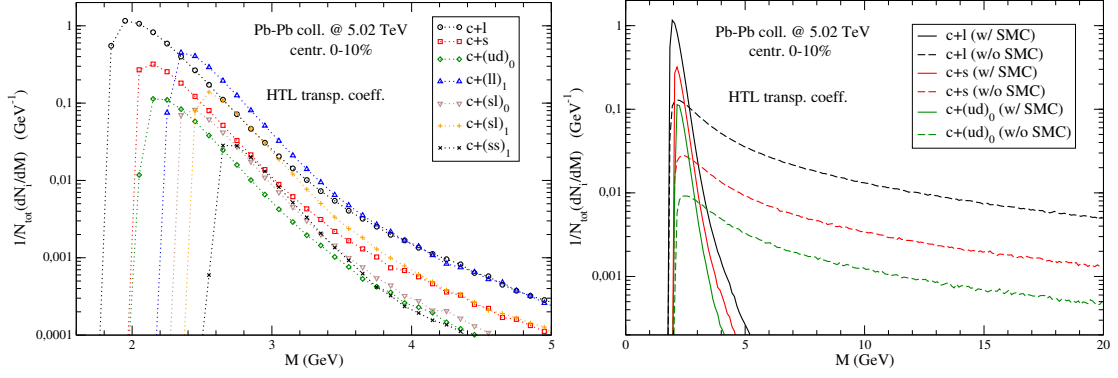 Pb-Pb coll. @ 5.02 TeV
centr. 0-10%
HTL transp. coeff.
c+l
c+s
c+(ud)₀
c+(ll)₁
c+(sl)₀
c+(sl)₁
c+(ss)₁
1/N_tot(dN_i/dM) (GeV⁻¹)
1
0,1
0,01
0,001
0,0001
2
3
4
5
M (GeV)
Pb-Pb coll. @ 5.02 TeV
centr. 0-10%
HTL transp. coeff.
c+l (w/ SMC)
c+l (w/o SMC)
c+s (w/ SMC)
c+s (w/o SMC)
c+(ud)₀ (w/ SMC)
c+(ud)₀ (w/o SMC)
1/N_tot(dN_i/dM) (GeV⁻¹)
1
0,1
0,01
0,001
0
5
10
15
20
M (GeV)